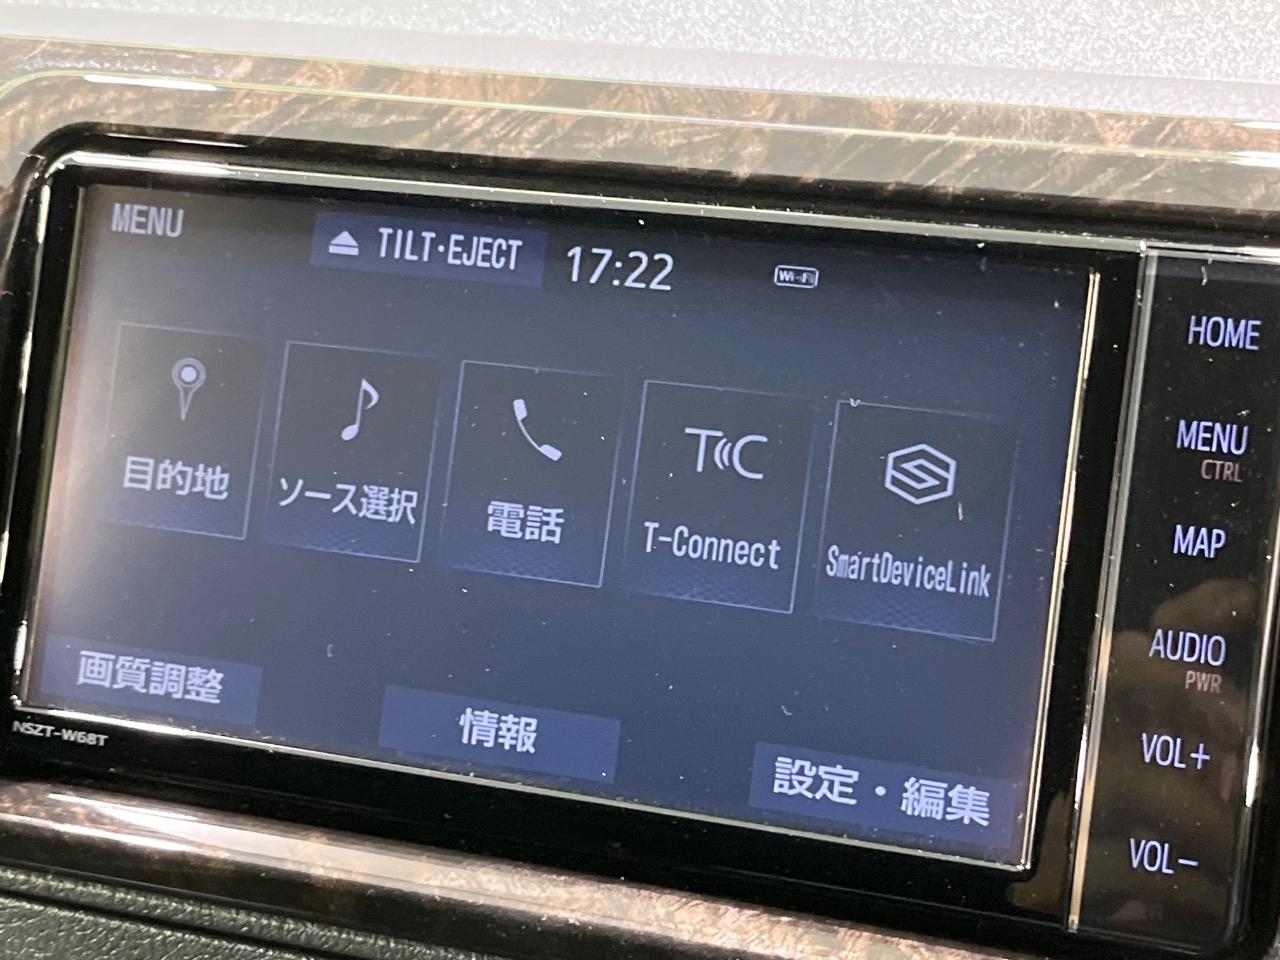 MENU
TILT･EJECT
17:22
Wi-Fi
目的地
ソース選択
電話
TC
T-Connect
SmartDeviceLink
画質調整
情報
設定・編集
NSZT-W68T
HOME
MENU
CTRL
MAP
AUDIO
PWR
VOL+
VOL−